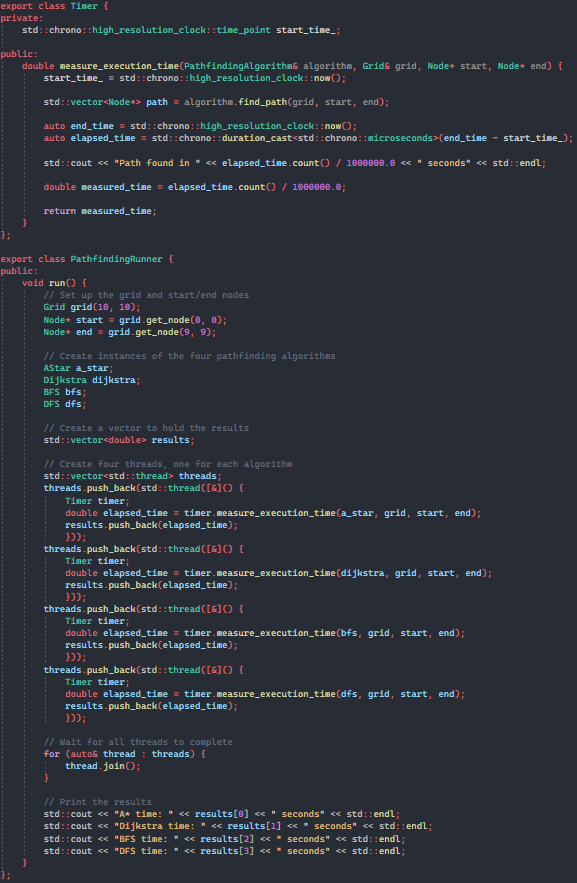 export class Timer {
private:
    std::chrono::high_resolution_clock::time_point start_time_;

public:
    double measure_execution_time(PathfindingAlgorithm& algorithm, Grid& grid, Node* start, Node* end) {
        start_time_ = std::chrono::high_resolution_clock::now();

        std::vector<Node*> path = algorithm.find_path(grid, start, end);

        auto end_time = std::chrono::high_resolution_clock::now();
        auto elapsed_time = std::chrono::duration_cast<std::chrono::microseconds>(end_time - start_time_);

        std::cout << "Path found in " << elapsed_time.count() / 1000000.0 << " seconds" << std::endl;

        double measured_time = elapsed_time.count() / 1000000.0;

        return measured_time;
    }
};

export class PathfindingRunner {
public:
    void run() {
        // Set up the grid and start/end nodes
        Grid grid(10, 10);
        Node* start = grid.get_node(0, 0);
        Node* end = grid.get_node(9, 9);

        // Create instances of the four pathfinding algorithms
        AStar a_star;
        Dijkstra dijkstra;
        BFS bfs;
        DFS dfs;

        // Create a vector to hold the results
        std::vector<double> results;

        // Create four threads, one for each algorithm
        std::vector<std::thread> threads;
        threads.push_back(std::thread([&]() {
            Timer timer;
            double elapsed_time = timer.measure_execution_time(a_star, grid, start, end);
            results.push_back(elapsed_time);
            }));
        threads.push_back(std::thread([&]() {
            Timer timer;
            double elapsed_time = timer.measure_execution_time(dijkstra, grid, start, end);
            results.push_back(elapsed_time);
            }));
        threads.push_back(std::thread([&]() {
            Timer timer;
            double elapsed_time = timer.measure_execution_time(bfs, grid, start, end);
            results.push_back(elapsed_time);
            }));
        threads.push_back(std::thread([&]() {
            Timer timer;
            double elapsed_time = timer.measure_execution_time(dfs, grid, start, end);
            results.push_back(elapsed_time);
            }));

        // Wait for all threads to complete
        for (auto& thread : threads) {
            thread.join();
        }

        // Print the results
        std::cout << "A* time: " << results[0] << " seconds" << std::endl;
        std::cout << "Dijkstra time: " << results[1] << " seconds" << std::endl;
        std::cout << "BFS time: " << results[2] << " seconds" << std::endl;
        std::cout << "DFS time: " << results[3] << " seconds" << std::endl;
    }
};